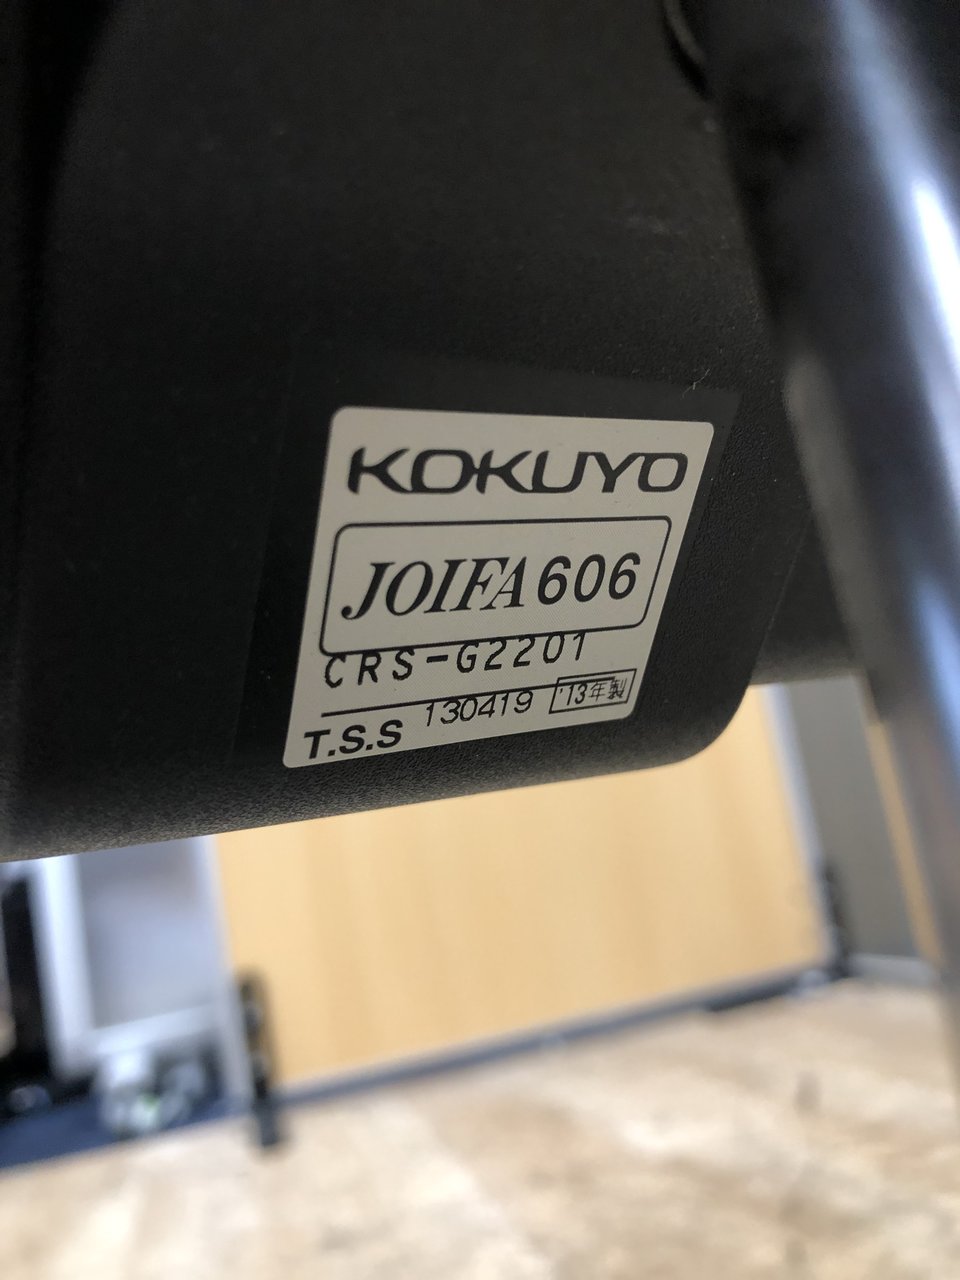 KOKUYO
JOIFA 606
CRS-G2201
T.S.S 130419 '13年製